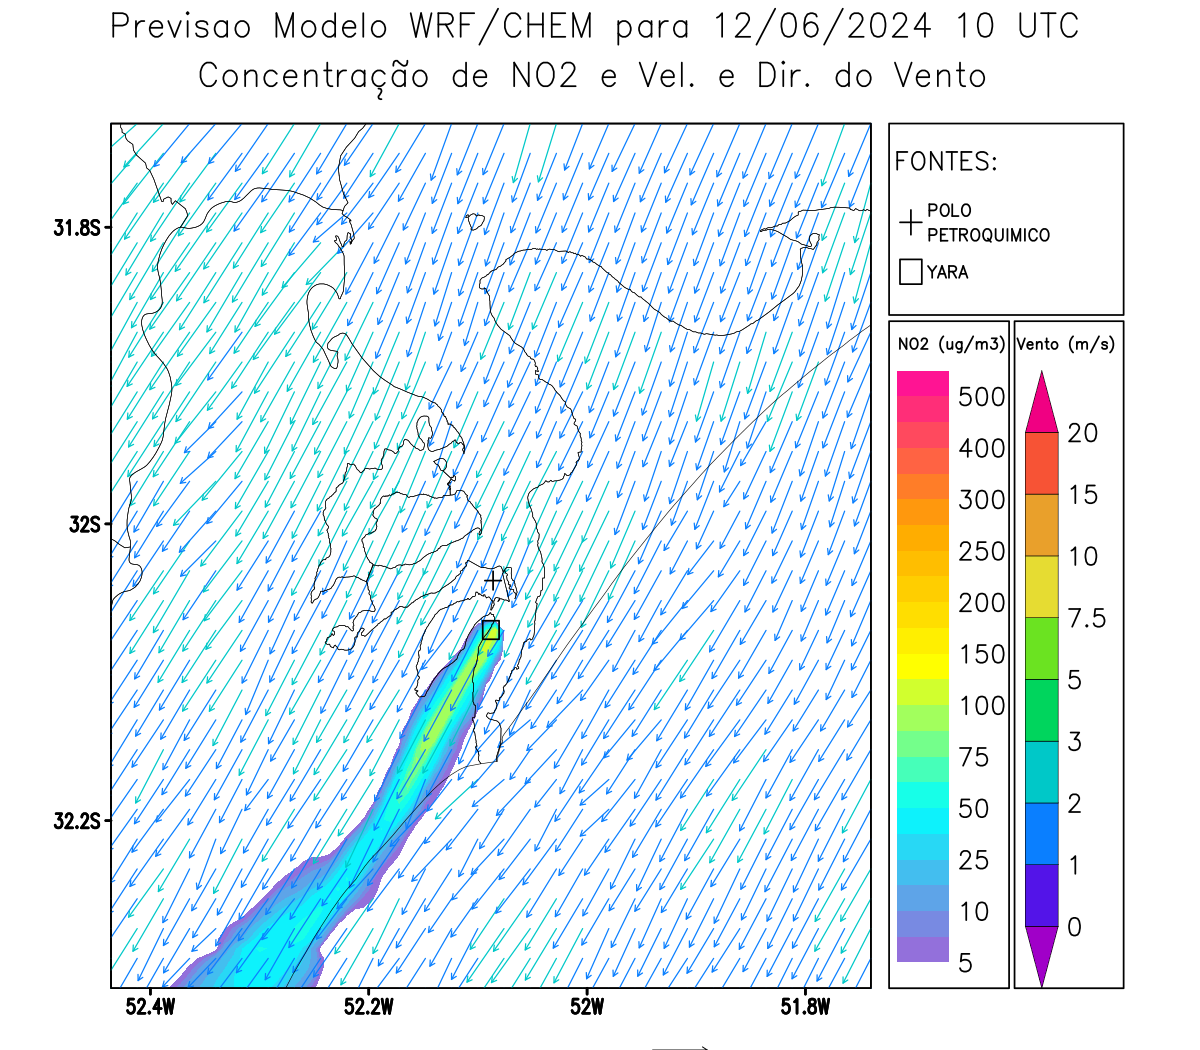 Previsao Modelo WRF/CHEM para 12/06/2024 10 UTC
Concentração de NO2 e Vel. e Dir. do Vento
FONTES:
POLO
PETROQUIMICO
YARA
NO2 (ug/m3)
500
400
300
250
200
150
100
75
50
25
10
5
Vento (m/s)
20
15
10
7.5
5
3
2
1
0
31.8S
32S
32.2S
52.4W
52.2W
52W
51.8W